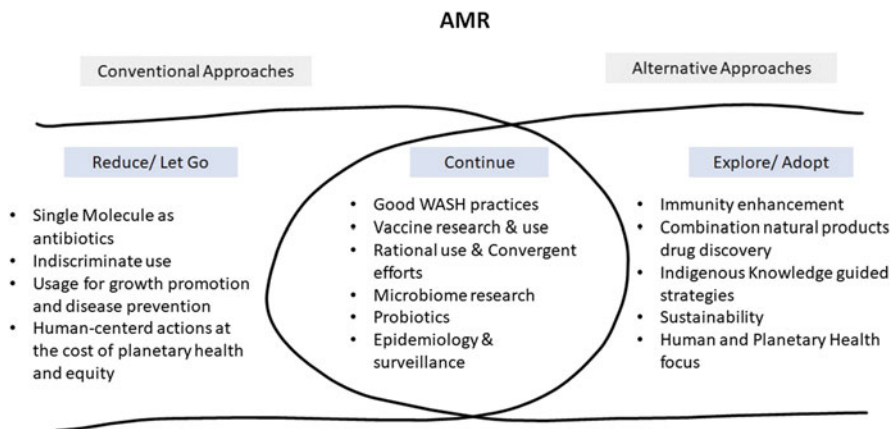 AMR
Conventional Approaches
Alternative Approaches
Reduce/ Let Go
• Single Molecule as
antibiotics
• Indiscriminate use
• Usage for growth promotion
and disease prevention
• Human-centerd actions at
the cost of planetary health
and equity
Continue
• Good WASH practices
• Vaccine research & use
• Rational use & Convergent
efforts
• Microbiome research
• Probiotics
• Epidemiology &
surveillance
Explore/ Adopt
• Immunity enhancement
• Combination natural products
drug discovery
• Indigenous Knowledge guided
strategies
• Sustainability
• Human and Planetary Health
focus